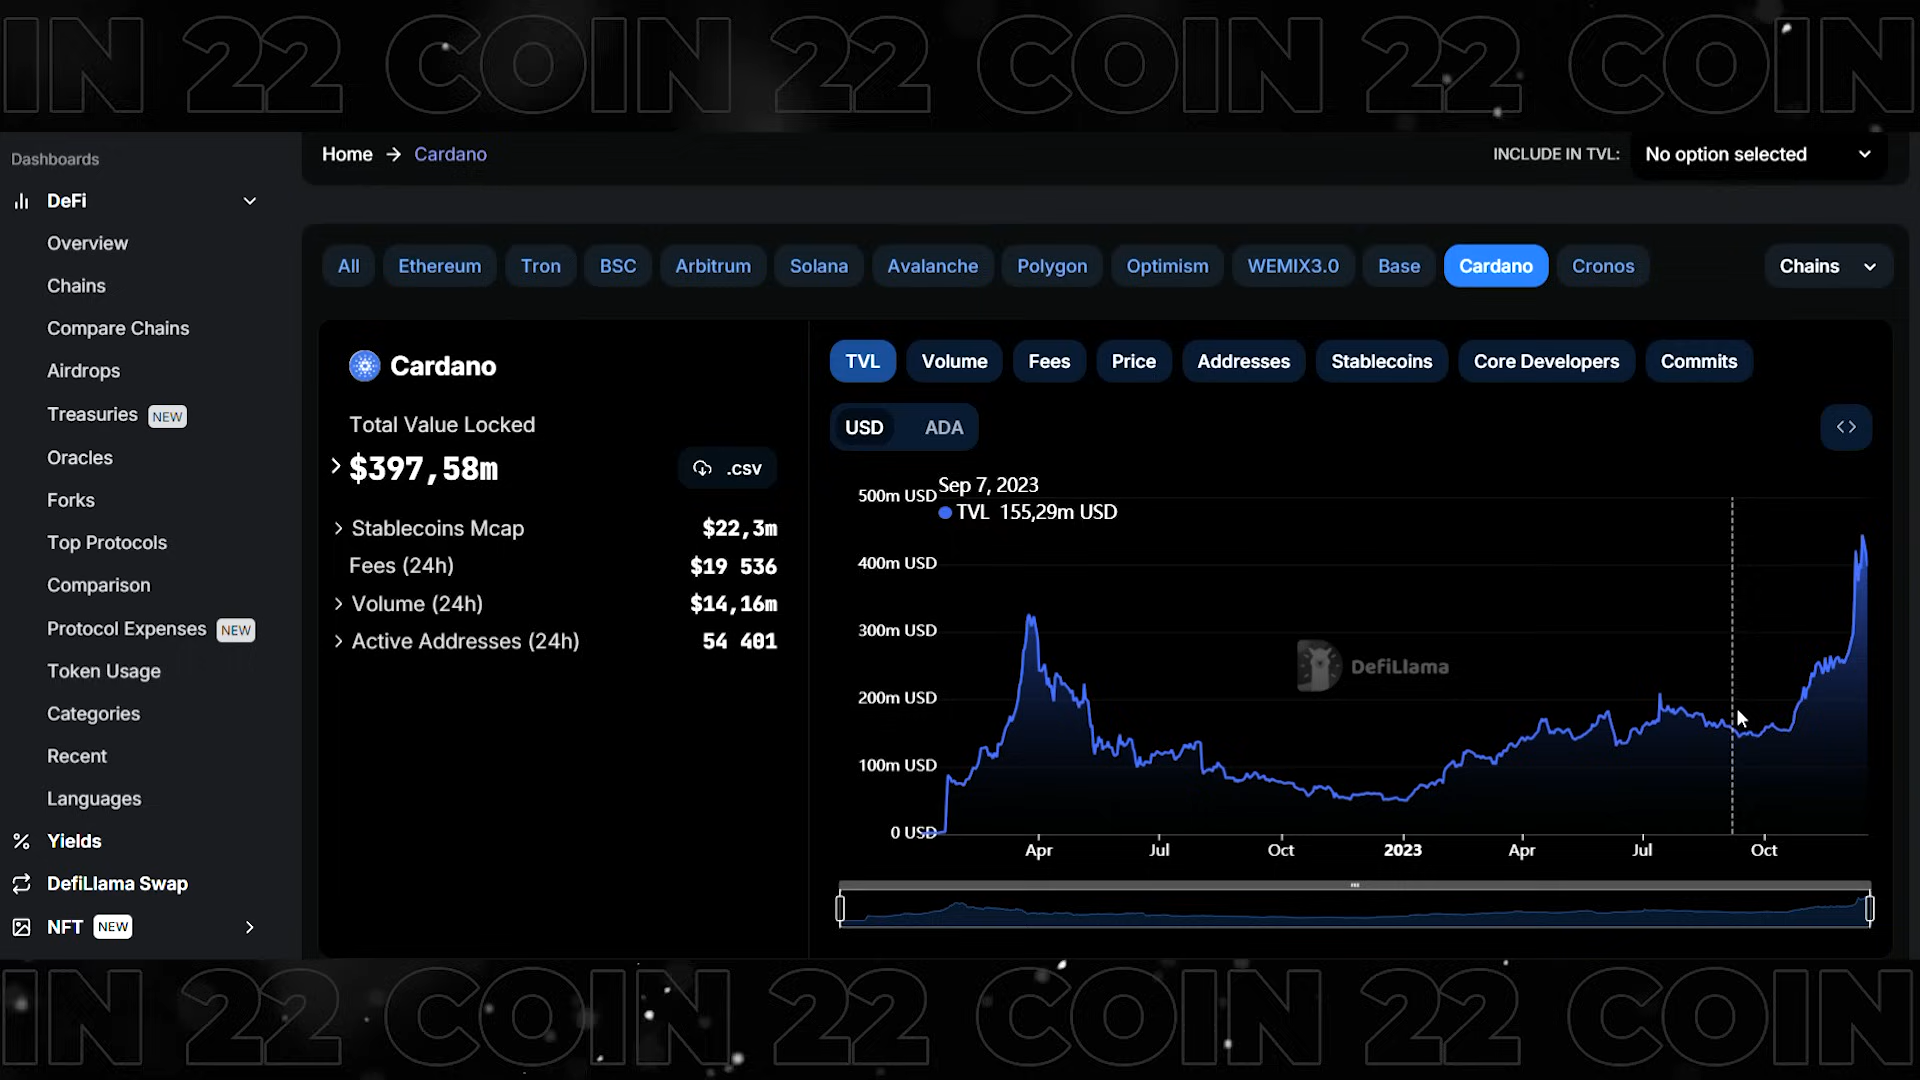 IN 22 COIN 22 COIN 22 COIN
Dashboards
DeFi
Overview
Chains
Compare Chains
Airdrops
Treasuries NEW
Oracles
Forks
Top Protocols
Comparison
Protocol Expenses NEW
Token Usage
Categories
Recent
Languages
Yields
DefiLlama Swap
NFT NEW
Home → Cardano
INCLUDE IN TVL: No option selected
All Ethereum Tron BSC Arbitrum Solana Avalanche Polygon Optimism WEMIX3.0 Base Cardano Cronos Chains
Cardano
Total Value Locked
$397,58m .csv
Stablecoins Mcap $22,3m
Fees (24h) $19 536
Volume (24h) $14,16m
Active Addresses (24h) 54 401
TVL Volume Fees Price Addresses Stablecoins Core Developers Commits
USD ADA
Sep 7, 2023
TVL 155,29m USD
500m USD
400m USD
300m USD
200m USD
100m USD
0 USD
DefiLlama
Apr Jul Oct 2023 Apr Jul Oct
IN 22 COIN 22 COIN 22 COIN